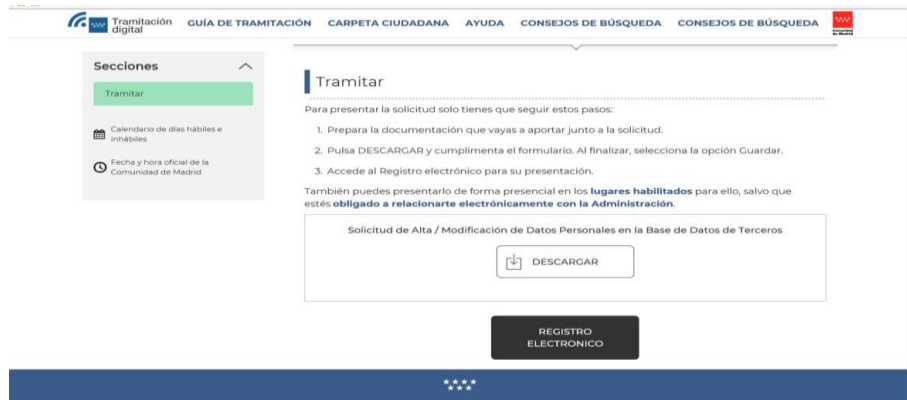 Tramitación
digital
GUÍA DE TRAMITACIÓN CARPETA CIUDADANA AYUDA CONSEJOS DE BÚSQUEDA CONSEJOS DE BÚSQUEDA
Comunidad
de Madrid
Secciones
Tramitar
Calendario de días hábiles e
inhábiles
Fecha y hora oficial de la
Comunidad de Madrid
Tramitar
Para presentar la solicitud solo tienes que seguir estos pasos:
1. Prepara la documentación que vayas a aportar junto a la solicitud.
2. Pulsa DESCARGAR y cumplimenta el formulario. Al finalizar, selecciona la opción Guardar.
3. Accede al Registro electrónico para su presentación.
También puedes presentarlo de forma presencial en los lugares habilitados para ello, salvo que
estés obligado a relacionarte electrónicamente con la Administración.
Solicitud de Alta / Modificación de Datos Personales en la Base de Datos de Terceros
DESCARGAR
REGISTRO
ELECTRONICO